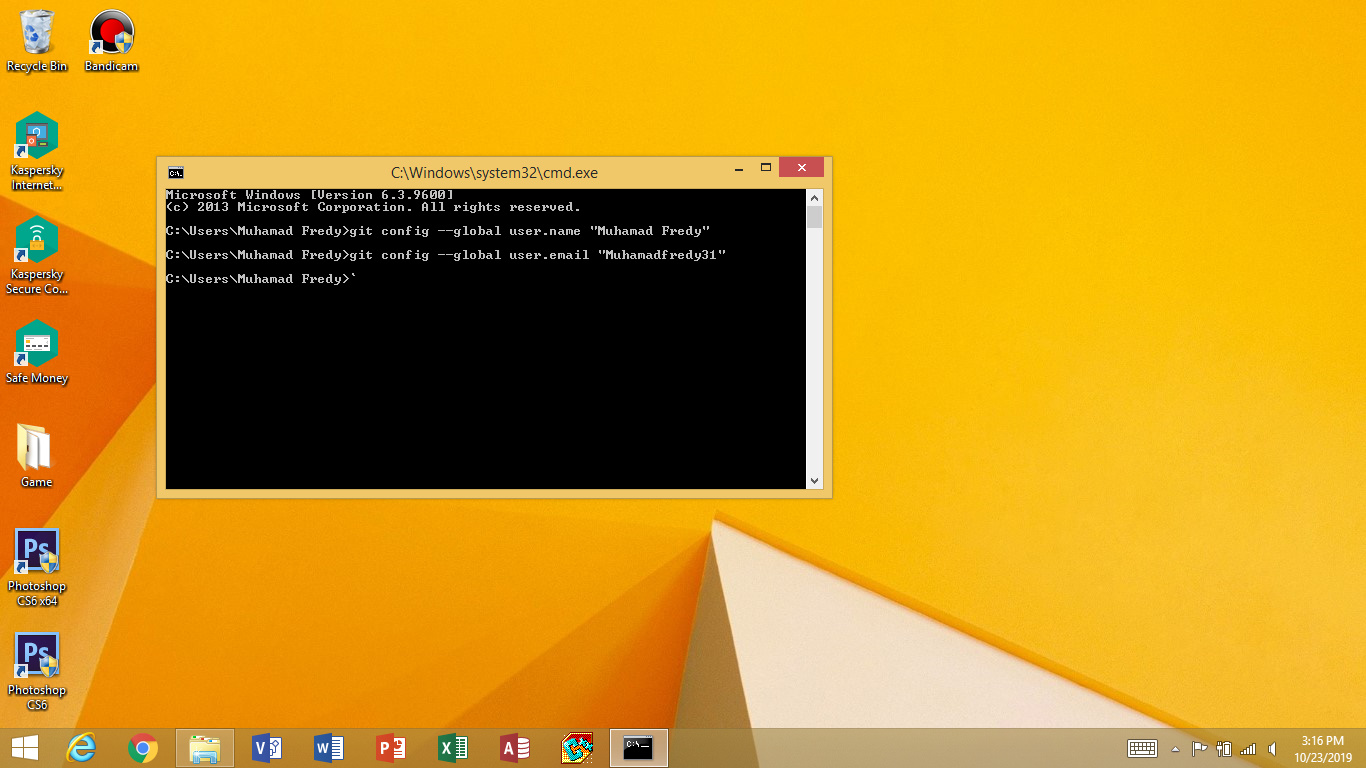 Recycle Bin
Bandicam
Kaspersky
Internet...
Kaspersky
Secure Co...
Safe Money
Game
Ps
Photoshop
CS6 x64
Ps
Photoshop
CS6
C:\Windows\system32\cmd.exe
Microsoft Windows [Version 6.3.9600]
(c) 2013 Microsoft Corporation. All rights reserved.
C:\Users\Muhamad Fredy>git config --global user.name "Muhamad Fredy"
C:\Users\Muhamad Fredy>git config --global user.email "Muhamadfredy31"
C:\Users\Muhamad Fredy>`
3:16 PM
10/23/2019